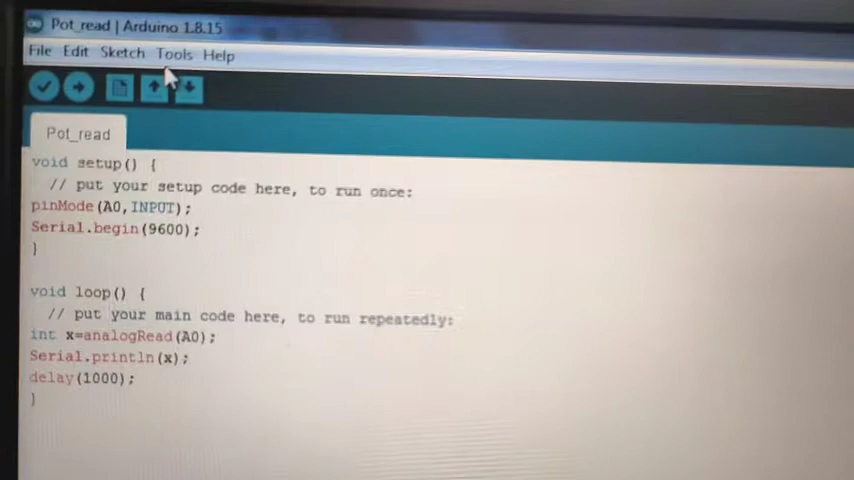 Pot_read | Arduino 1.8.15
File Edit Sketch Tools Help
Pot_read
void setup() {
// put your setup code here, to run once:
pinMode(A0,INPUT);
Serial.begin(9600);
}
void loop() {
// put your main code here, to run repeatedly:
int x=analogRead(A0);
Serial.println(x);
delay(1000);
}